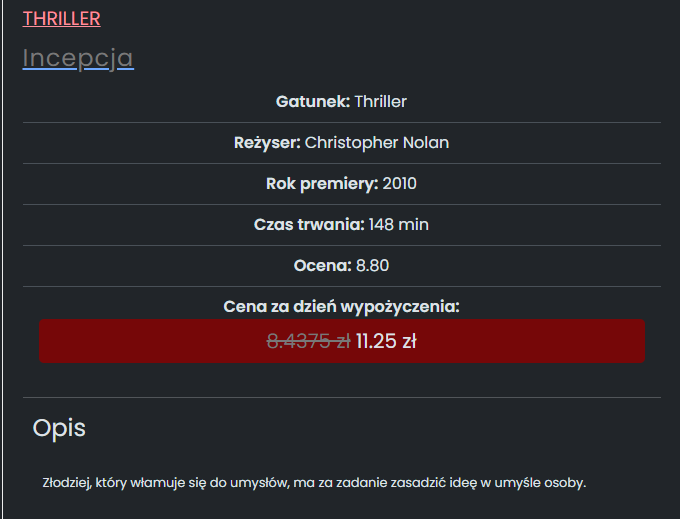 THRILLER
Incepcja
Gatunek: Thriller
Reżyser: Christopher Nolan
Rok premiery: 2010
Czas trwania: 148 min
Ocena: 8.80
Cena za dzień wypożyczenia:
8.4375 zł 11.25 zł
Opis
Złodziej, który włamuje się do umysłów, ma za zadanie zasadzić ideę w umyśle osoby.